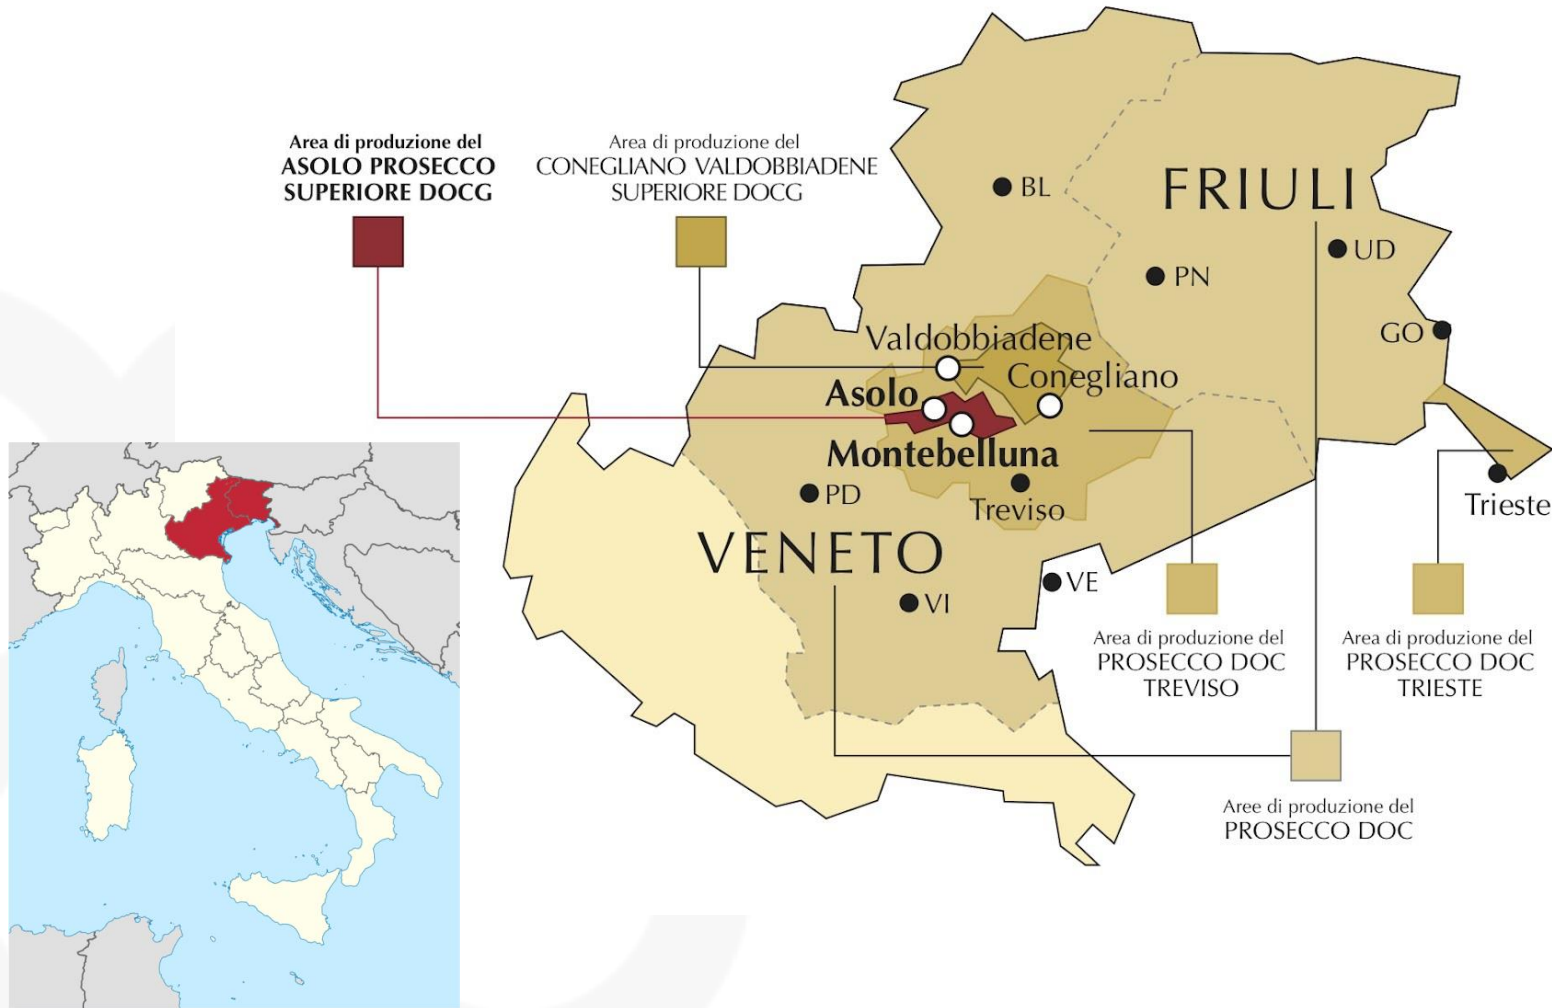 Area di produzione del
ASOLO PROSECCO
SUPERIORE DOCG
Area di produzione del
CONEGLIANO VALDOBBIADENE
SUPERIORE DOCG
BL
FRIULI
UD
PN
GO
Valdobbiadene
Conegliano
Asolo
Montebelluna
PD
Treviso
Trieste
VENETO
VE
VI
Area di produzione del
PROSECCO DOC
TREVISO
Area di produzione del
PROSECCO DOC
TRIESTE
Aree di produzione del
PROSECCO DOC